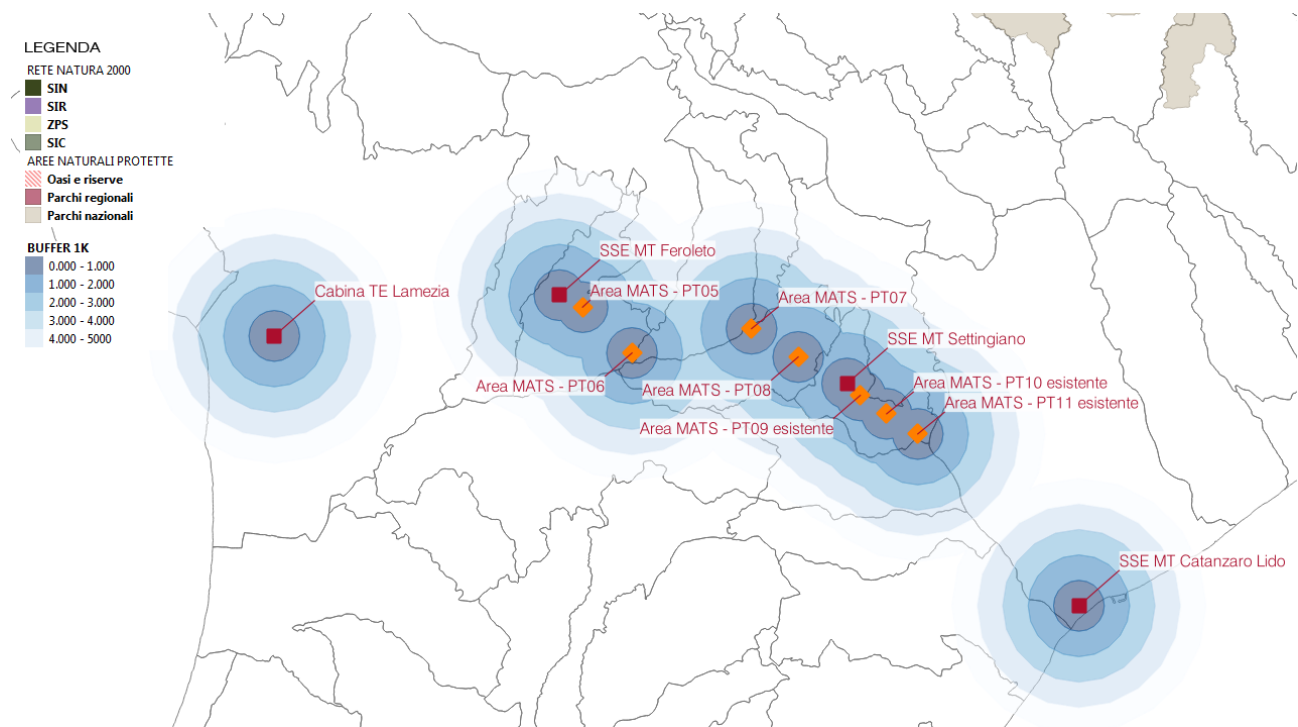 LEGENDA
RETE NATURA 2000
SIN
SIR
ZPS
SIC
AREE NATURALI PROTETTE
Oasi e riserve
Parchi regionali
Parchi nazionali
BUFFER 1K
0.000 - 1.000
1.000 - 2.000
2.000 - 3.000
3.000 - 4.000
4.000 - 5000
Cabina TE Lamezia
SSE MT Feroleto
Area MATS - PT05
Area MATS - PT06
Area MATS - PT07
Area MATS - PT08
SSE MT Settingiano
Area MATS - PT09 esistente
Area MATS - PT10 esistente
Area MATS - PT11 esistente
SSE MT Catanzaro Lido